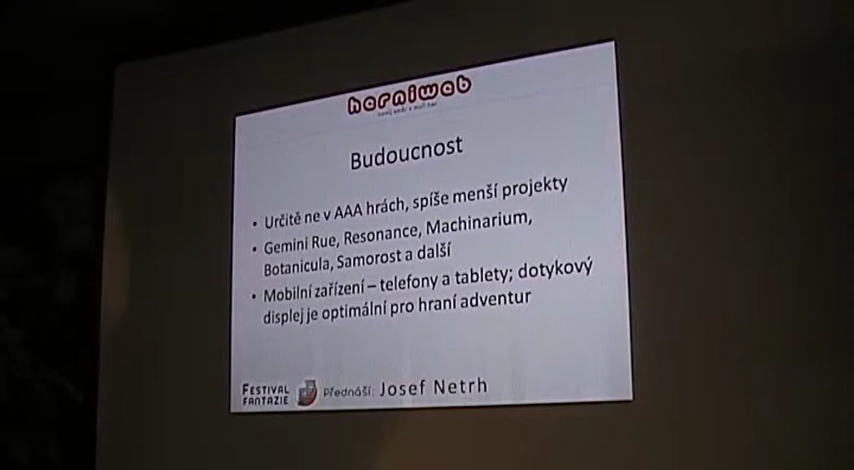 herniweb
Budoucnost
• Určitě ne v AAA hrách, spíše menší projekty
• Gemini Rue, Resonance, Machinarium,
Botanicula, Samorost a další
• Mobilní zařízení – telefony a tablety; dotykový
displej je optimální pro hraní adventur
FESTIVAL
FANTAZIE
Přednáší: Josef Netrh